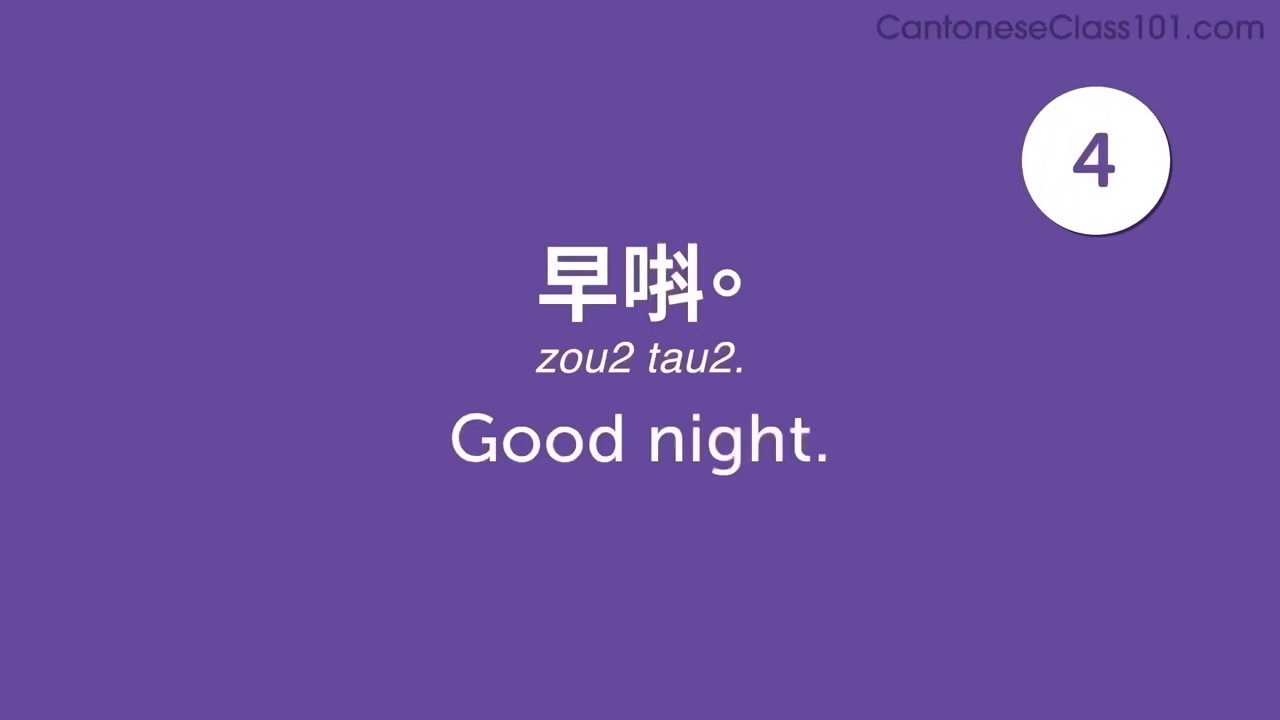 CantoneseClass101.com
4
早唞。
zou2 tau2.
Good night.